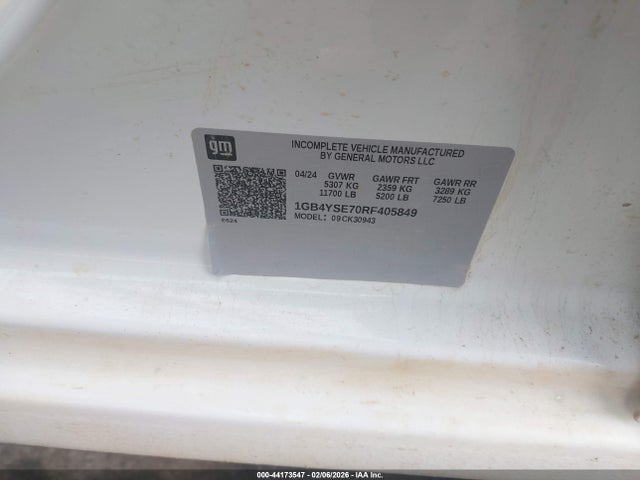 gm
INCOMPLETE VEHICLE MANUFACTURED
BY GENERAL MOTORS LLC
04/24 GVWR GAWR FRT GAWR RR
5307 KG 2359 KG 3289 KG
11700 LB 5200 LB 7250 LB
1GB4YSE70RF405849
MODEL: 09CK30943
000-44173547 - 02/06/2026 - IAA Inc.